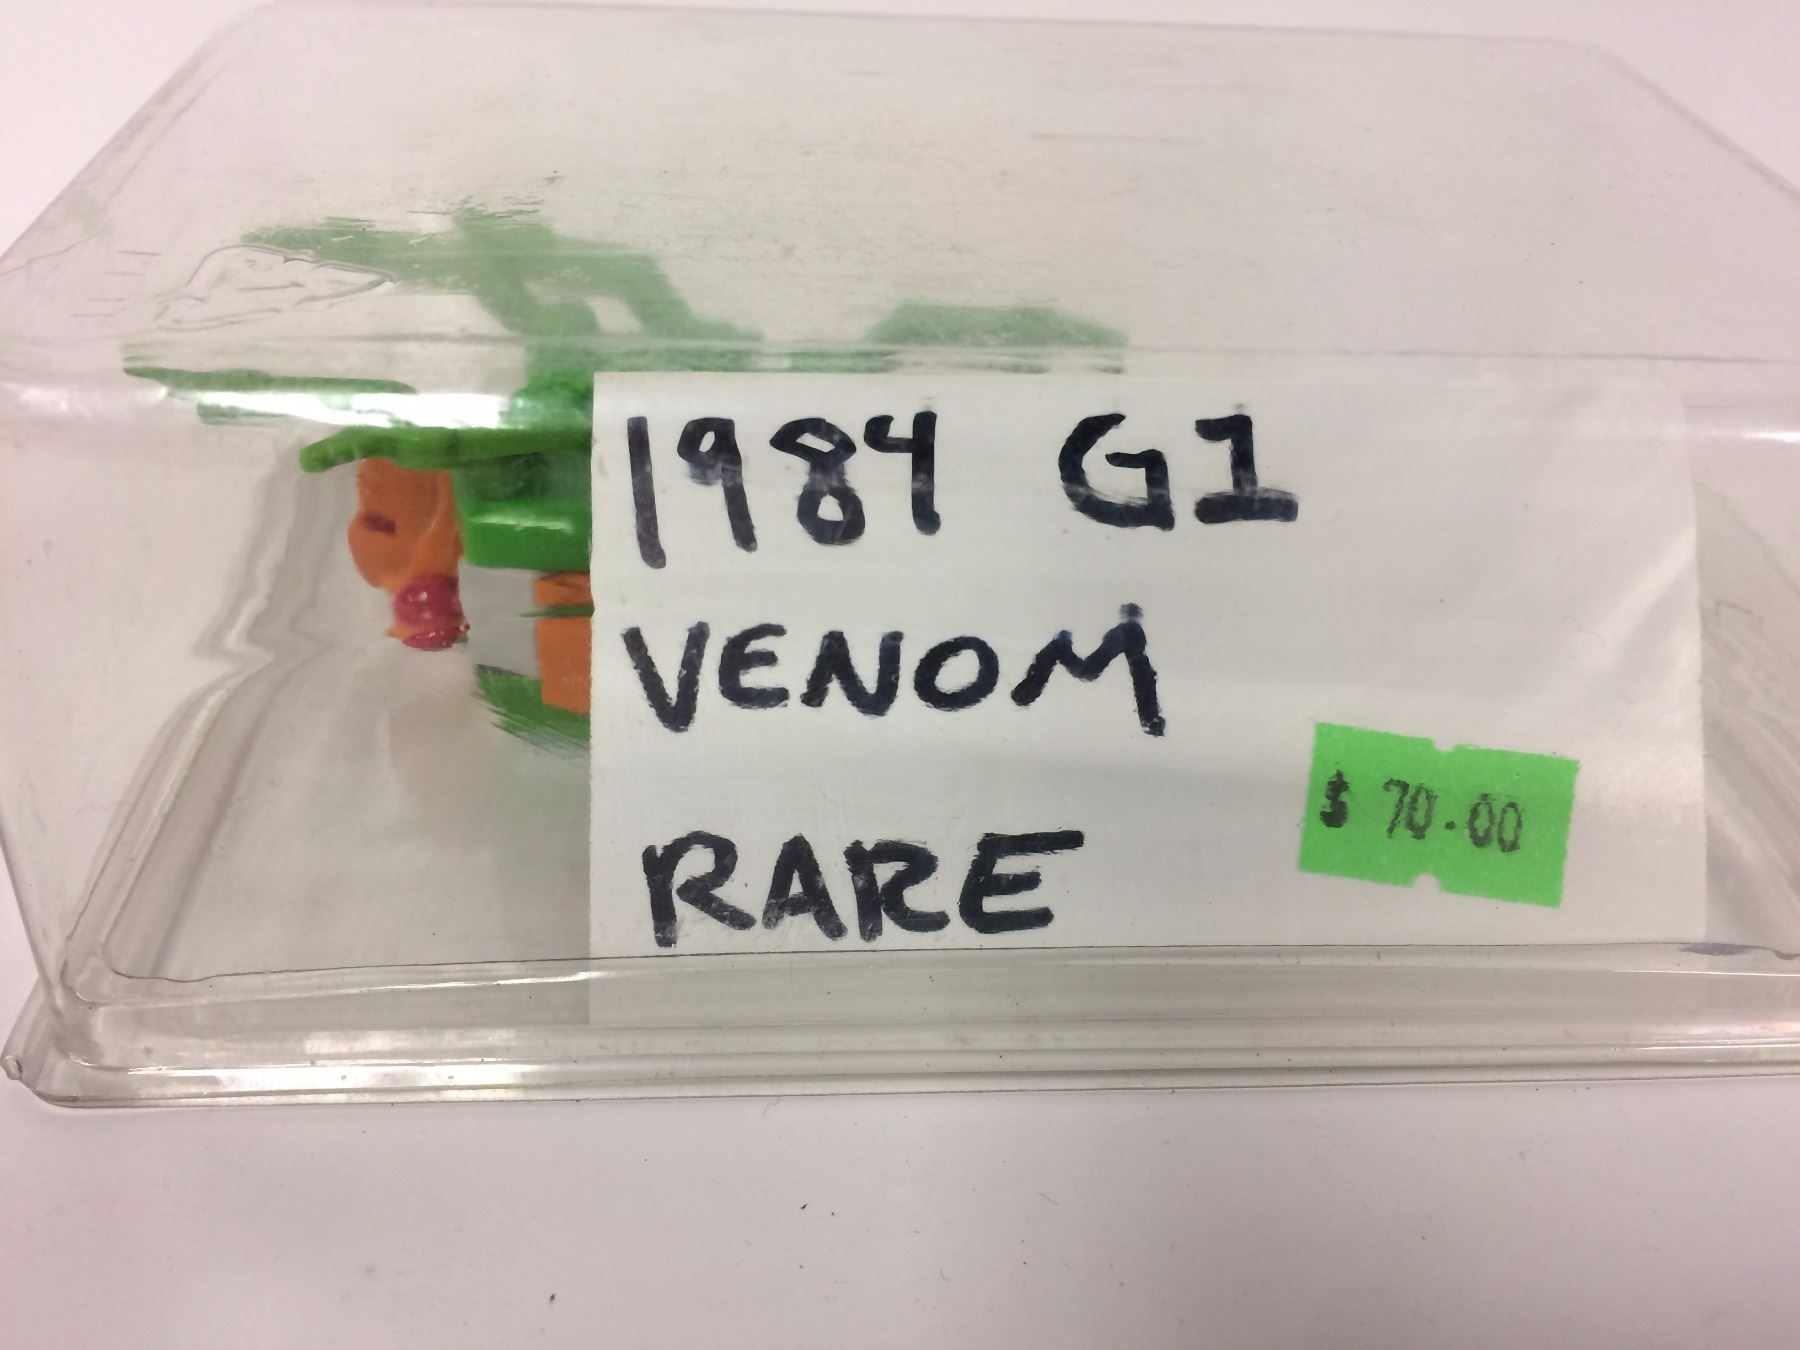 1984 G1
VENOM
RARE
$ 70.00